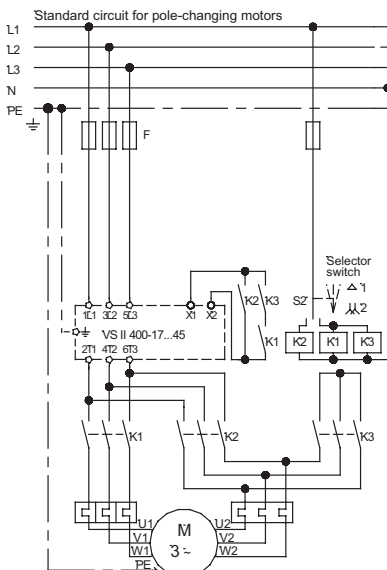 Standard circuit for pole-changing motors
L1
L2
L3
N
PE
F
Selector
switch
S2
1
2
X1 X2
K2 K3
K1
1L1 3L2 5L3
VS II 400-17...45
2T1 4T2 6T3
K2 K1 K3
K1
K2
K3
U1 U2
V1 V2
W1 W2
PE
M
3 ~